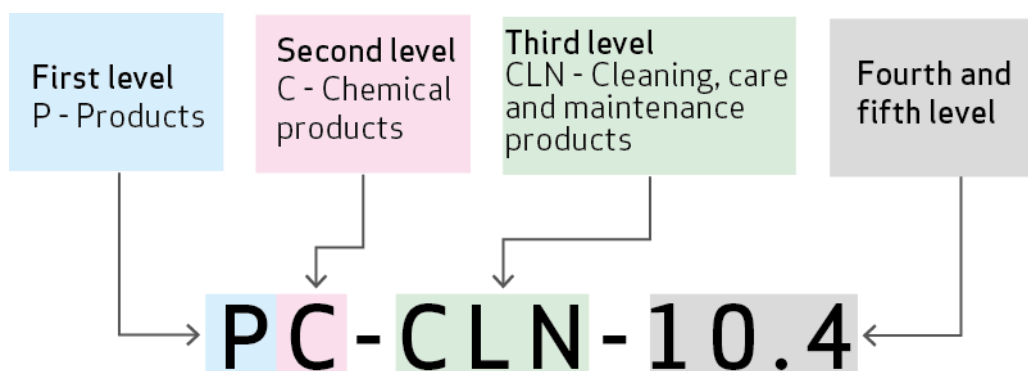 First level
P - Products
Second level
C - Chemical
products
Third level
CLN - Cleaning, care
and maintenance
products
Fourth and
fifth level
PC-CLN-10.4